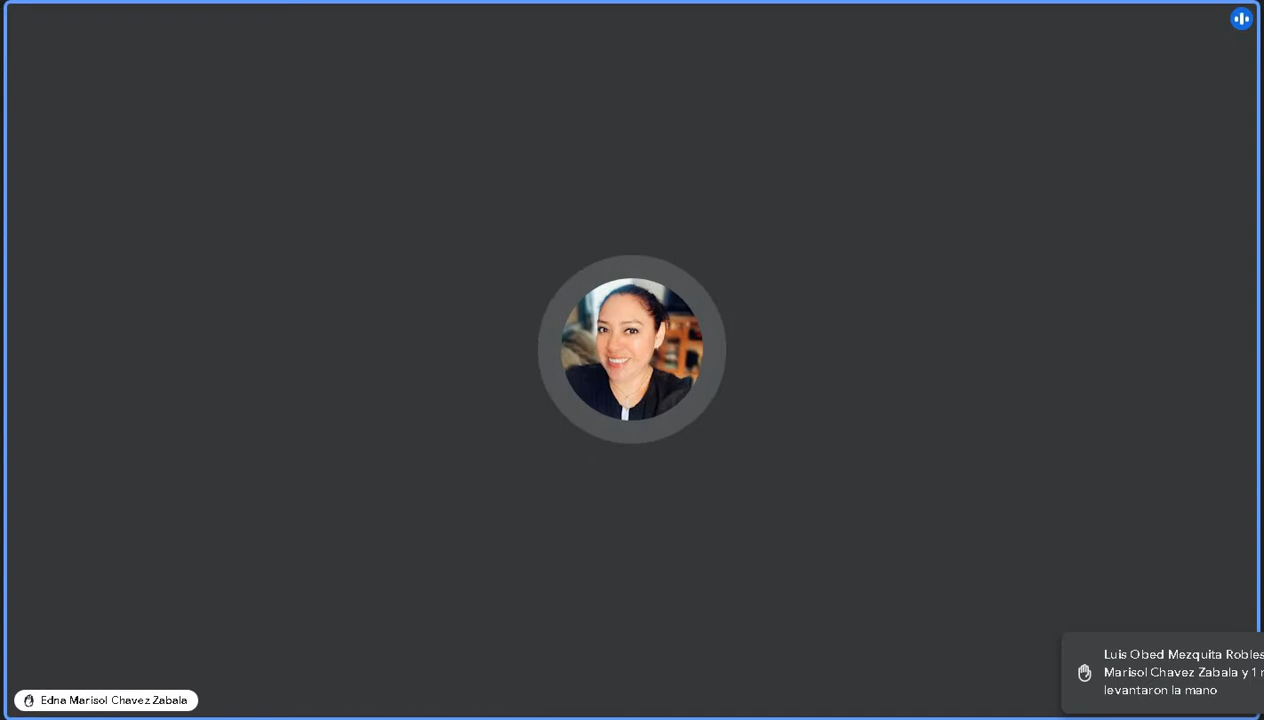 Luis Obed Mezquita Robles
Marisol Chavez Zabala y 1
levantaron la mano
Edna Marisol Chavez Zabala